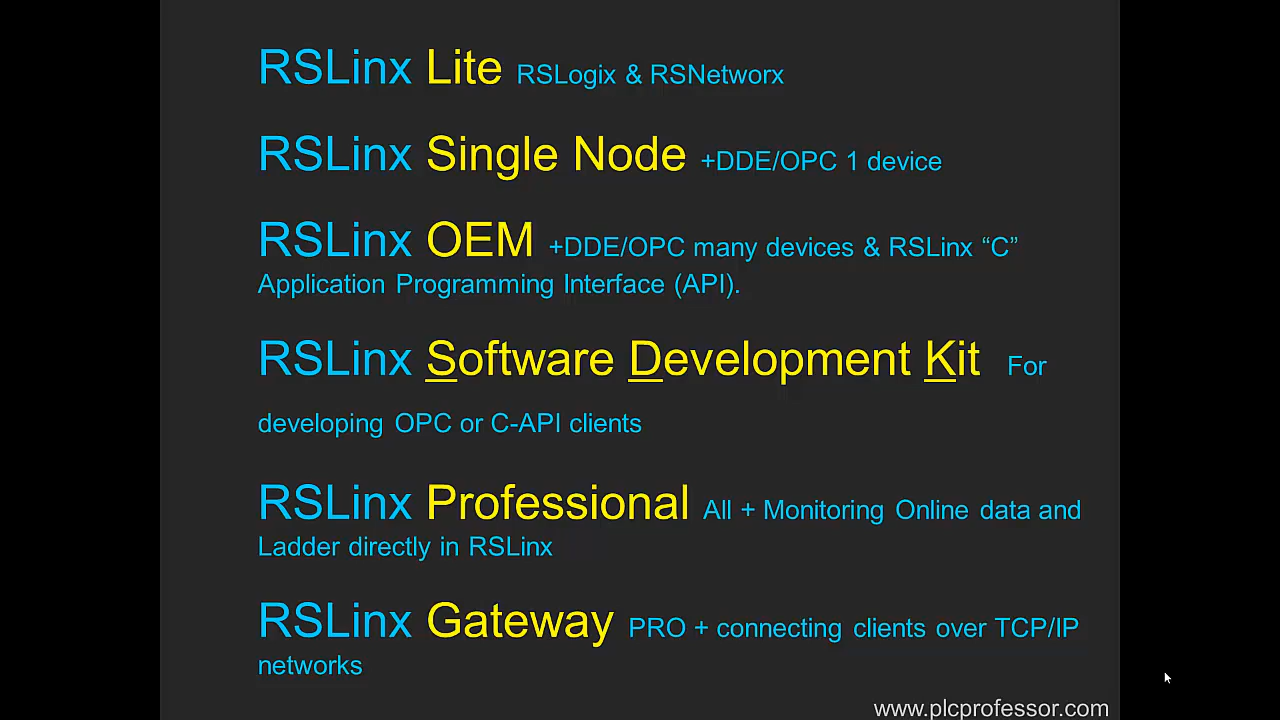 RSLinx Lite RSLogix & RSNetworx
RSLinx Single Node +DDE/OPC 1 device
RSLinx OEM +DDE/OPC many devices & RSLinx “C”
Application Programming Interface (API).
RSLinx Software Development Kit For
developing OPC or C-API clients
RSLinx Professional All + Monitoring Online data and
Ladder directly in RSLinx
RSLinx Gateway PRO + connecting clients over TCP/IP
networks
www.plcprofessor.com